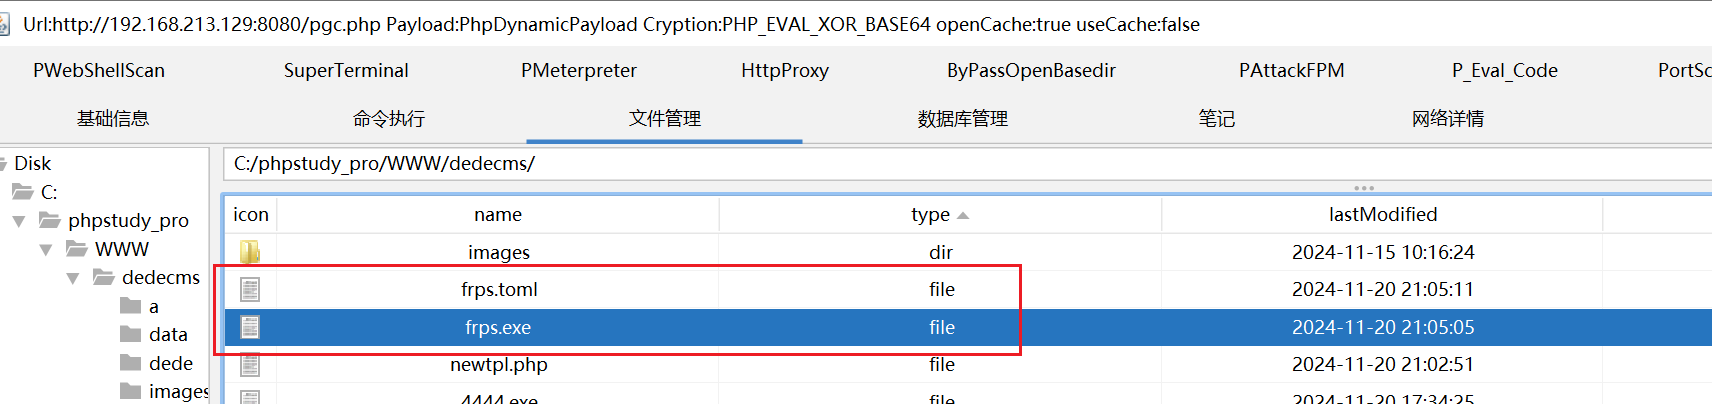 Url:http://192.168.213.129:8080/pgc.php Payload:PhpDynamicPayload Cryption:PHP_EVAL_XOR_BASE64 openCache:true useCache:false
PWebShellScan SuperTerminal PMeterpreter HttpProxy ByPassOpenBasedir PAttackFPM P_Eval_Code
基础信息 命令执行 文件管理 数据库管理 笔记 网络详情
Disk
C:
phpstudy_pro
WWW
dedecms
a
data
dede
images
C:/phpstudy_pro/WWW/dedecms/
icon name type lastModified
images dir 2024-11-15 10:16:24
frps.toml file 2024-11-20 21:05:11
frps.exe file 2024-11-20 21:05:05
newtpl.php file 2024-11-20 21:02:51
4444.exe file 2024-11-20 17:34:25